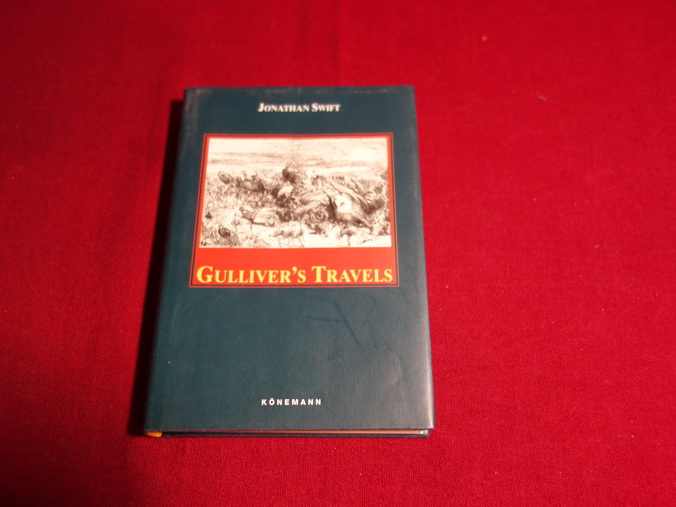 JONATHAN SWIFT
GULLIVER'S TRAVELS
KÖNEMANN